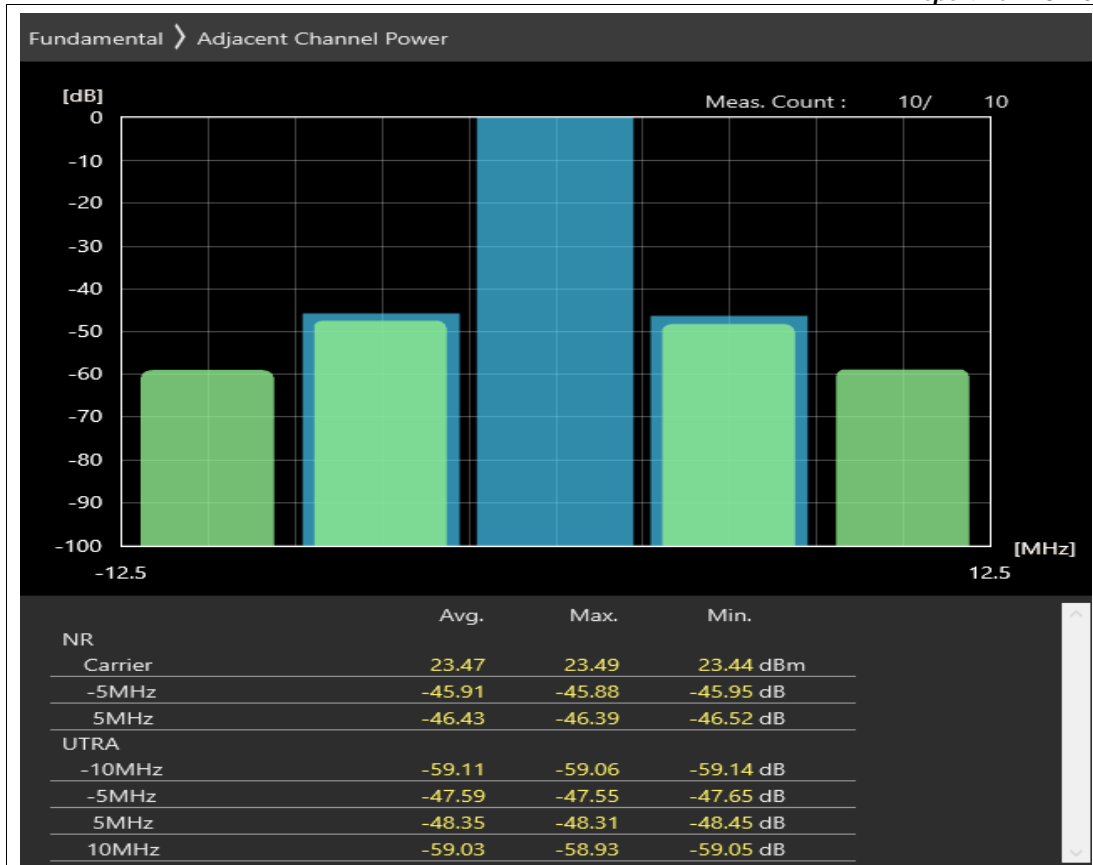 Fundamental ❯ Adjacent Channel Power
[dB]
Meas. Count : 10/ 10
0
-10
-20
-30
-40
-50
-60
-70
-80
-90
-100
[MHz]
-12.5 12.5
Avg. Max. Min.
NR
Carrier 23.47 23.49 23.44 dBm
-5MHz -45.91 -45.88 -45.95 dB
5MHz -46.43 -46.39 -46.52 dB
UTRA
-10MHz -59.11 -59.06 -59.14 dB
-5MHz -47.59 -47.55 -47.65 dB
5MHz -48.35 -48.31 -48.45 dB
10MHz -59.03 -58.93 -59.05 dB